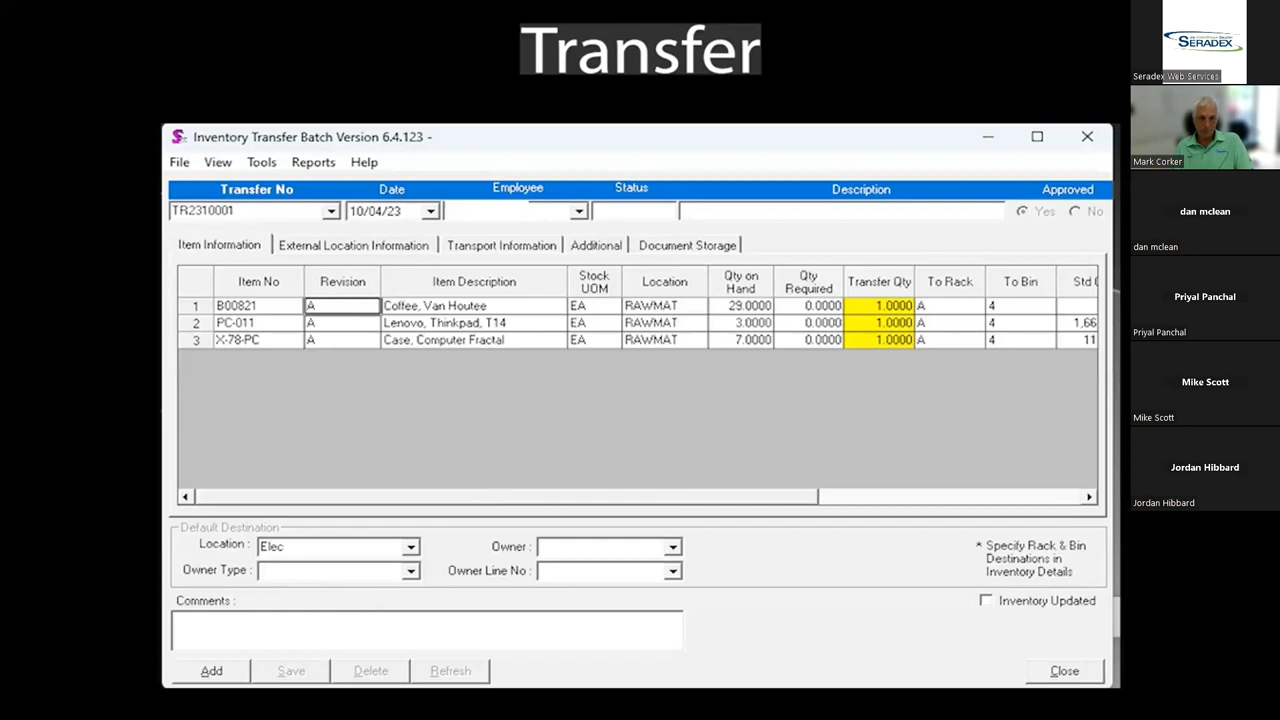 Transfer
SERADEX
Seradex Web Services
Mark Corker
dan mclean
dan mclean
Priyal Panchal
Priyal Panchal
Mike Scott
Mike Scott
Jordan Hibbard
Jordan Hibbard
Inventory Transfer Batch Version 6.4.123 -
File View Tools Reports Help
Transfer No Date Employee Status Description Approved
TR2310001 10/04/23 Yes No
Item Information External Location Information Transport Information Additional Document Storage
Item No Revision Item Description Stock UOM Location Qty on Hand Qty Required Transfer Qty To Rack To Bin Std C
1 B00821 A Coffee, Van Houtee EA RAWMAT 29.0000 0.0000 1.0000 A 4
2 PC-011 A Lenovo, Thinkpad, T14 EA RAWMAT 3.0000 0.0000 1.0000 A 4 1,66
3 X-78-PC A Case, Computer Fractal EA RAWMAT 7.0000 0.0000 1.0000 A 4 11
Default Destination
Location : Elec Owner :
Owner Type : Owner Line No :
* Specify Rack & Bin
Destinations in
Inventory Details
Comments :
Inventory Updated
Add Save Delete Refresh Close